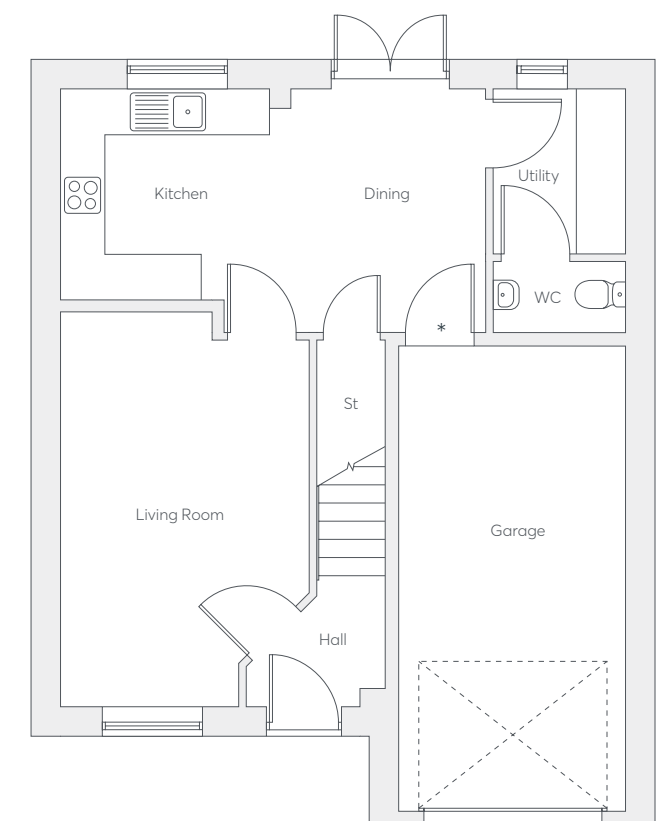 Utility
Kitchen
Dining
WC
*
St
Living Room
Garage
Hall